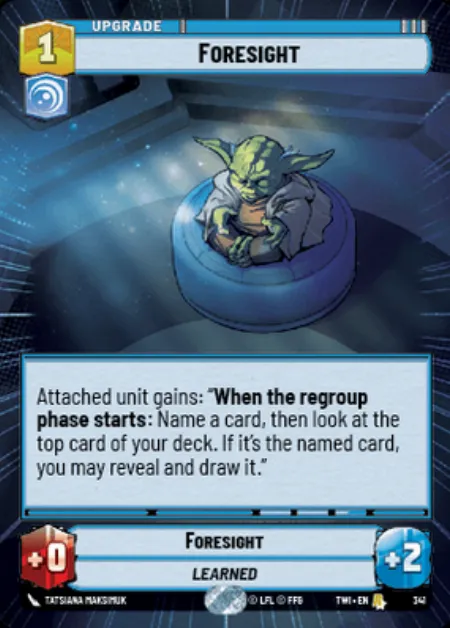 UPGRADE
1
FORESIGHT
Attached unit gains: "When the regroup
phase starts: Name a card, then look at the
top card of your deck. If it's the named card,
you may reveal and draw it."
+0
FORESIGHT
+2
LEARNED
TATSIANA MAKSIMUK
© LFL © FFG
TWI • EN
341